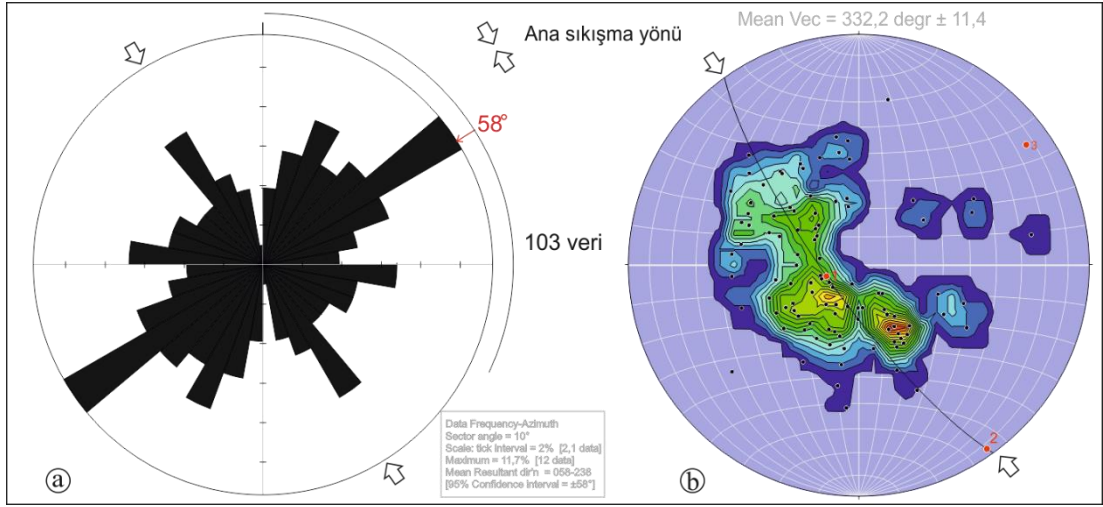 Mean Vec = 332,2 degr ± 11,4
Ana sıkışma yönü
58°
3
103 veri
1
Data Frequency-Azimuth
Sector angle = 10°
Scale: tick interval = 2% [2,1 data]
Maximum = 11,7% [12 data]
Mean Resultant dir'n = 058-238
[95% Confidence interval = ±58°]
2
a
b